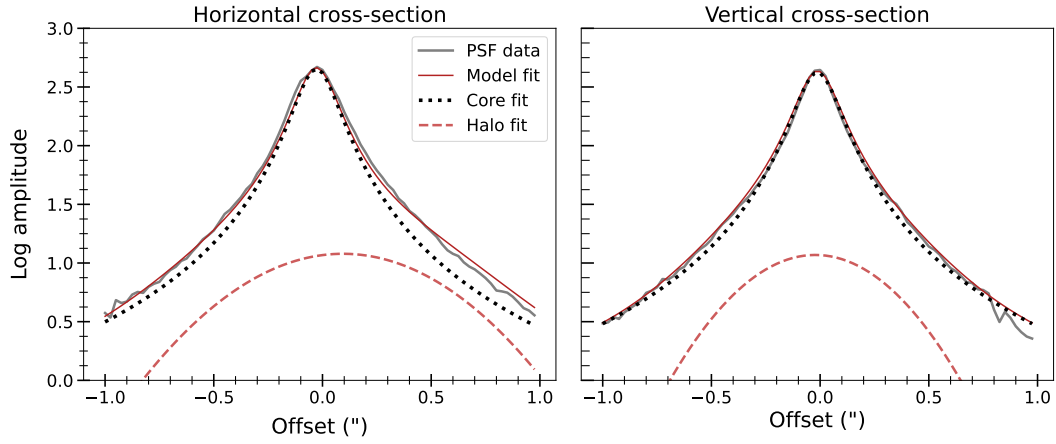 Horizontal cross-section
Vertical cross-section
3.0
2.5
2.0
1.5
1.0
0.5
0.0
Log amplitude
PSF data
Model fit
Core fit
Halo fit
−1.0 −0.5 0.0 0.5 1.0
−1.0 −0.5 0.0 0.5 1.0
Offset (")
Offset (")